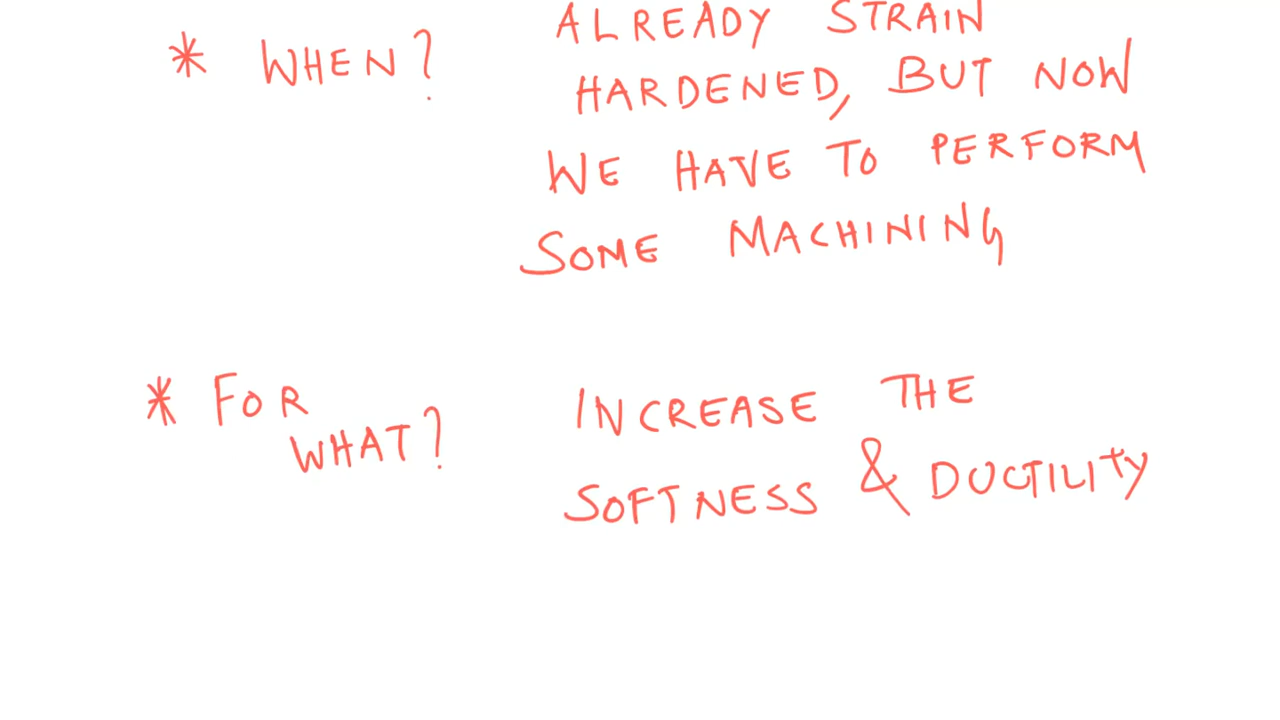 * WHEN? ALREADY STRAIN
HARDENED, BUT NOW
WE HAVE TO PERFORM
SOME MACHINING
* FOR WHAT? INCREASE THE
SOFTNESS & DUCTILITY